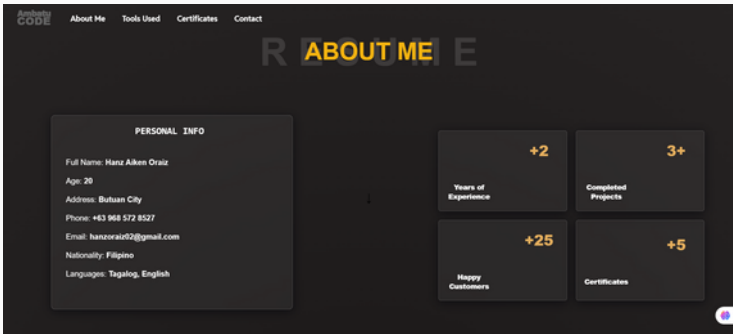 Ambatu
CODE
About Me Tools Used Certificates Contact
RESUME
ABOUT ME
PERSONAL INFO
Full Name: Hanz Aiken Oraiz
Age: 20
Address: Butuan City
Phone: +63 968 572 8527
Email: hanzoraiz02@gmail.com
Nationality: Filipino
Languages: Tagalog, English
+2
Years of
Experience
3+
Completed
Projects
+25
Happy
Customers
+5
Certificates